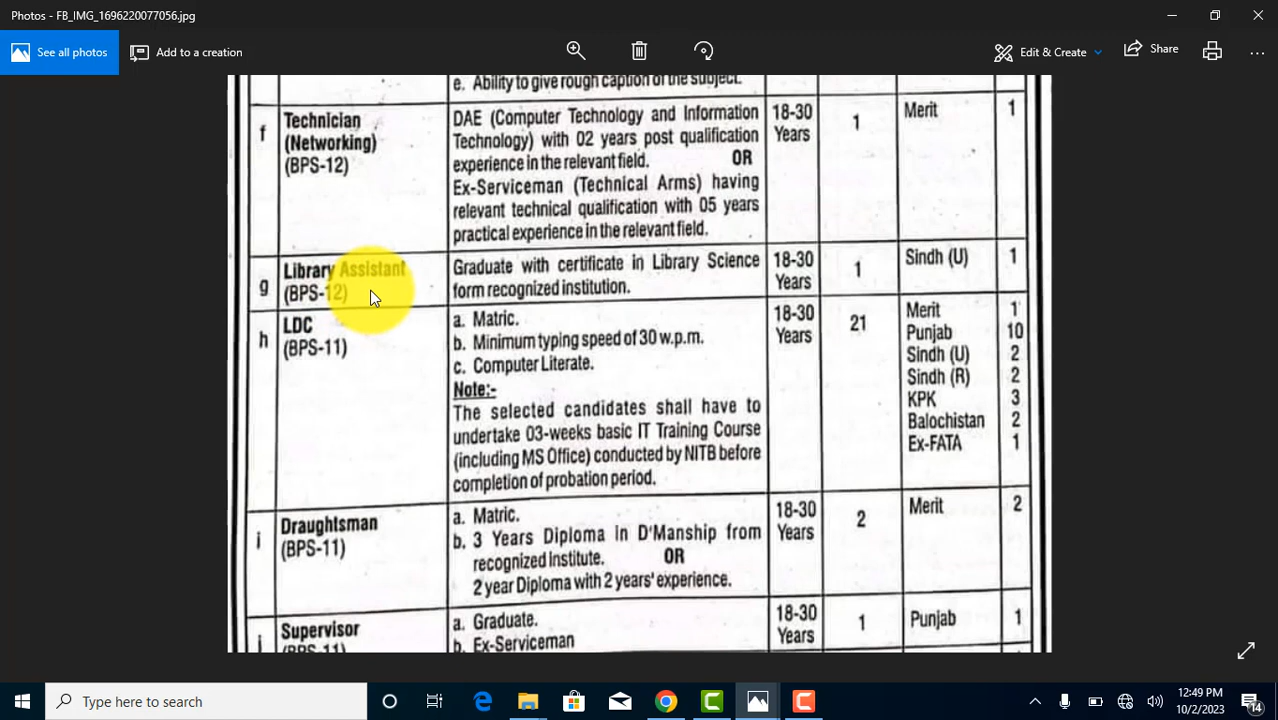 Photos - FB_IMG_1696220077056.jpg
See all photos
Add to a creation
Edit & Create
Share
e. Ability to give rough caption of the subject.
f
Technician
(Networking)
(BPS-12)
DAE (Computer Technology and Information
Technology) with 02 years post qualification
experience in the relevant field. OR
Ex-Serviceman (Technical Arms) having
relevant technical qualification with 05 years
practical experience in the relevant field.
18-30
Years
1
Merit 1
g
Library Assistant
(BPS-12)
Graduate with certificate in Library Science
form recognized institution.
18-30
Years
1
Sindh (U) 1
h
LDC
(BPS-11)
a. Matric.
b. Minimum typing speed of 30 w.p.m.
c. Computer Literate.
Note:-
The selected candidates shall have to
undertake 03-weeks basic IT Training Course
(including MS Office) conducted by NITB before
completion of probation period.
18-30
Years
21
Merit 1
Punjab 10
Sindh (U) 2
Sindh (R) 2
KPK 3
Balochistan 2
Ex-FATA 1
i
Draughtsman
(BPS-11)
a. Matric.
b. 3 Years Diploma in D'Manship from
recognized institute. OR
2 year Diploma with 2 years' experience.
18-30
Years
2
Merit 2
j
Supervisor
(BPS-11)
a. Graduate.
b. Ex-Serviceman
18-30
Years
1
Punjab 1
Type here to search
12:49 PM
10/2/2023
14